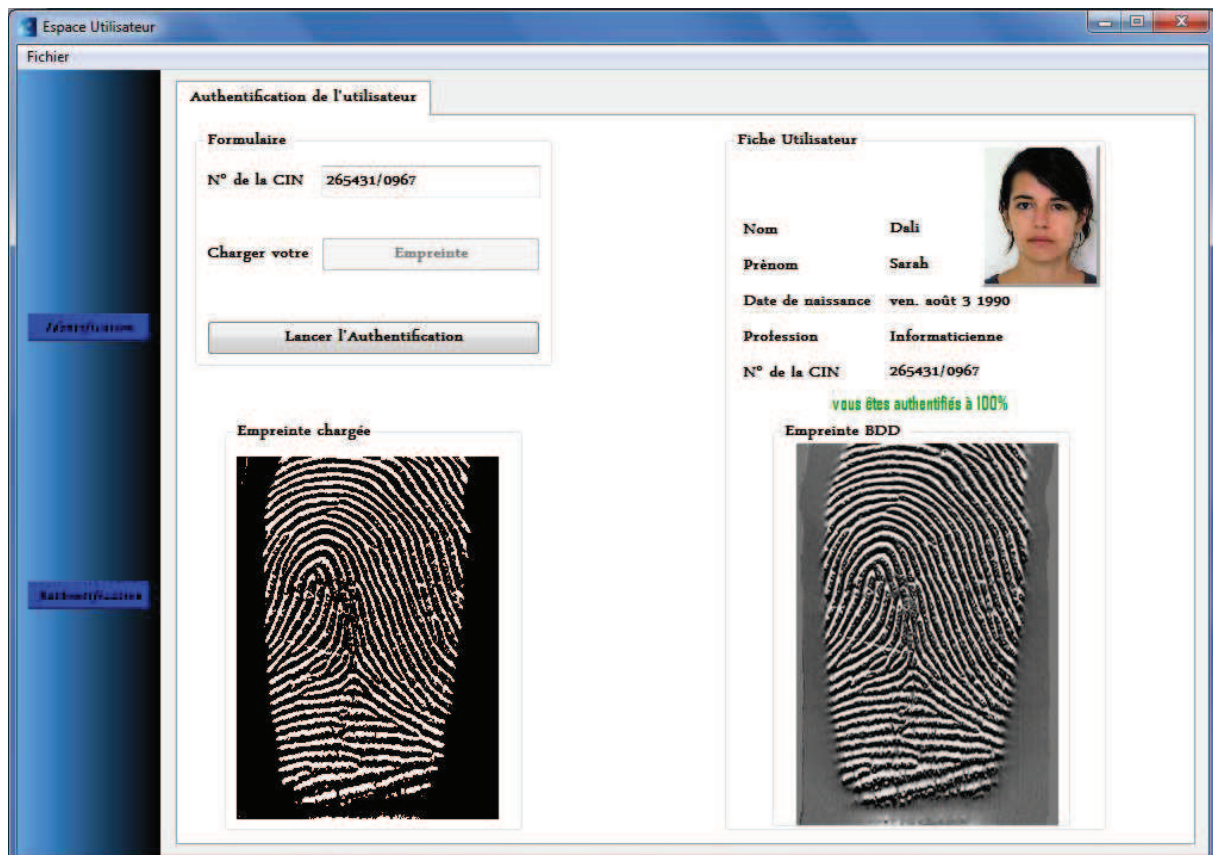 Espace Utilisateur
Fichier
Authentification de l'utilisateur
Formulaire
N° de la CIN 265431/0967
Charger votre Empreinte
Lancer l'Authentification
Fiche Utilisateur
Nom Dali
Prènom Sarah
Date de naissance ven. août 3 1990
Profession Informaticienne
N° de la CIN 265431/0967
vous êtes authentifiés à 100%
Identification
Authentification
Empreinte chargée
Empreinte BDD